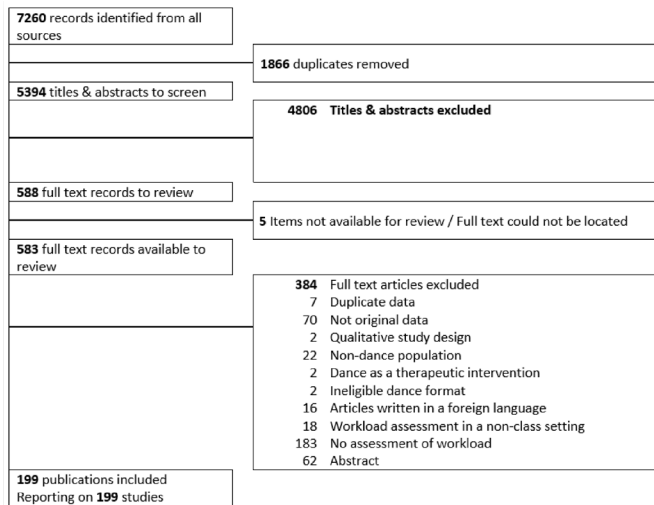 7260 records identified from all
sources
1866 duplicates removed
5394 titles & abstracts to screen
4806 Titles & abstracts excluded
588 full text records to review
5 Items not available for review / Full text could not be located
583 full text records available to
review
384 Full text articles excluded
7 Duplicate data
70 Not original data
2 Qualitative study design
22 Non-dance population
2 Dance as a therapeutic intervention
2 Ineligible dance format
16 Articles written in a foreign language
18 Workload assessment in a non-class setting
183 No assessment of workload
62 Abstract
199 publications included
Reporting on 199 studies